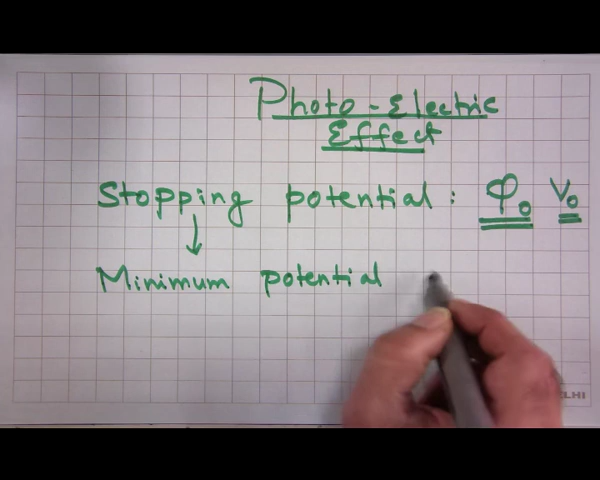 Photo-Electric
Effect
Stopping potential : φ₀ V₀
Minimum potential